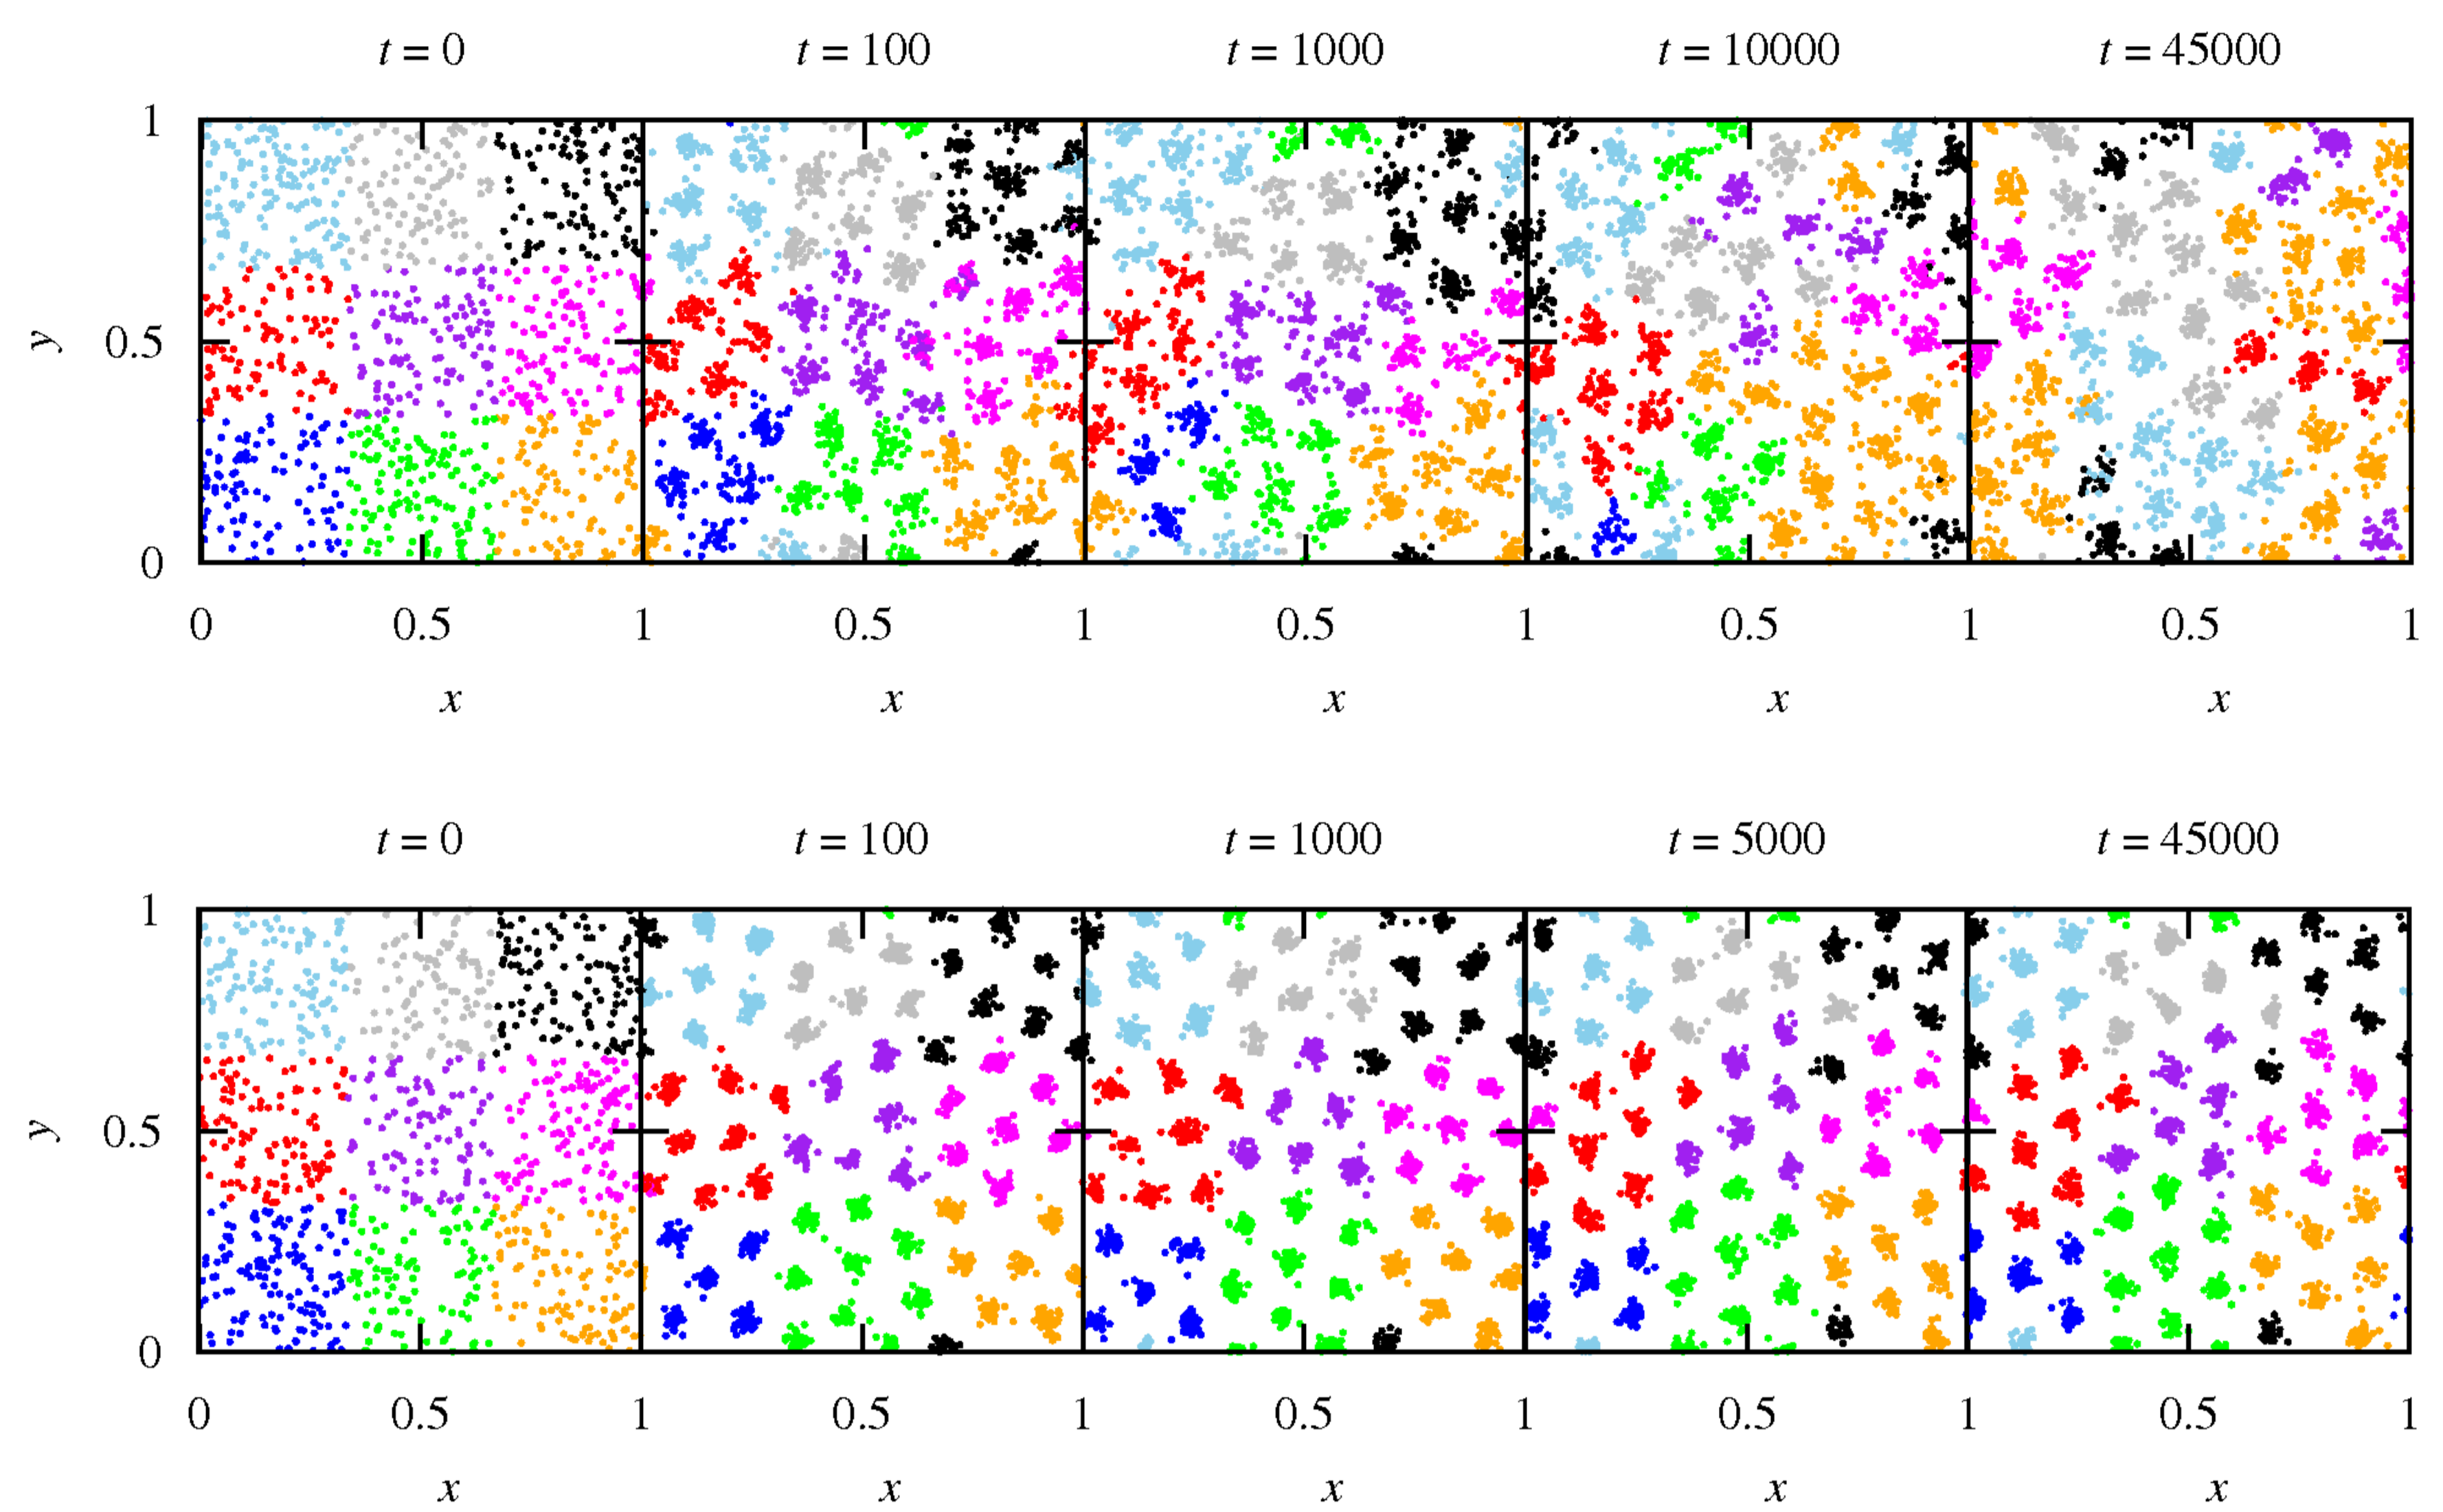 t = 0 t = 100 t = 1000 t = 10000 t = 45000
1
y 0.5
0
0 0.5 1 0.5 1 0.5 1 0.5 1 0.5 1
x x x x x
t = 0 t = 100 t = 1000 t = 5000 t = 45000
1
y 0.5
0
0 0.5 1 0.5 1 0.5 1 0.5 1 0.5 1
x x x x x